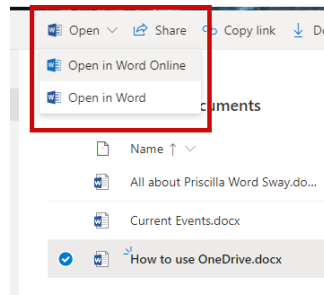 Open Share Copy link
Open in Word Online
Open in Word
Name ↑
All about Priscilla Word Sway.do...
Current Events.docx
How to use OneDrive.docx